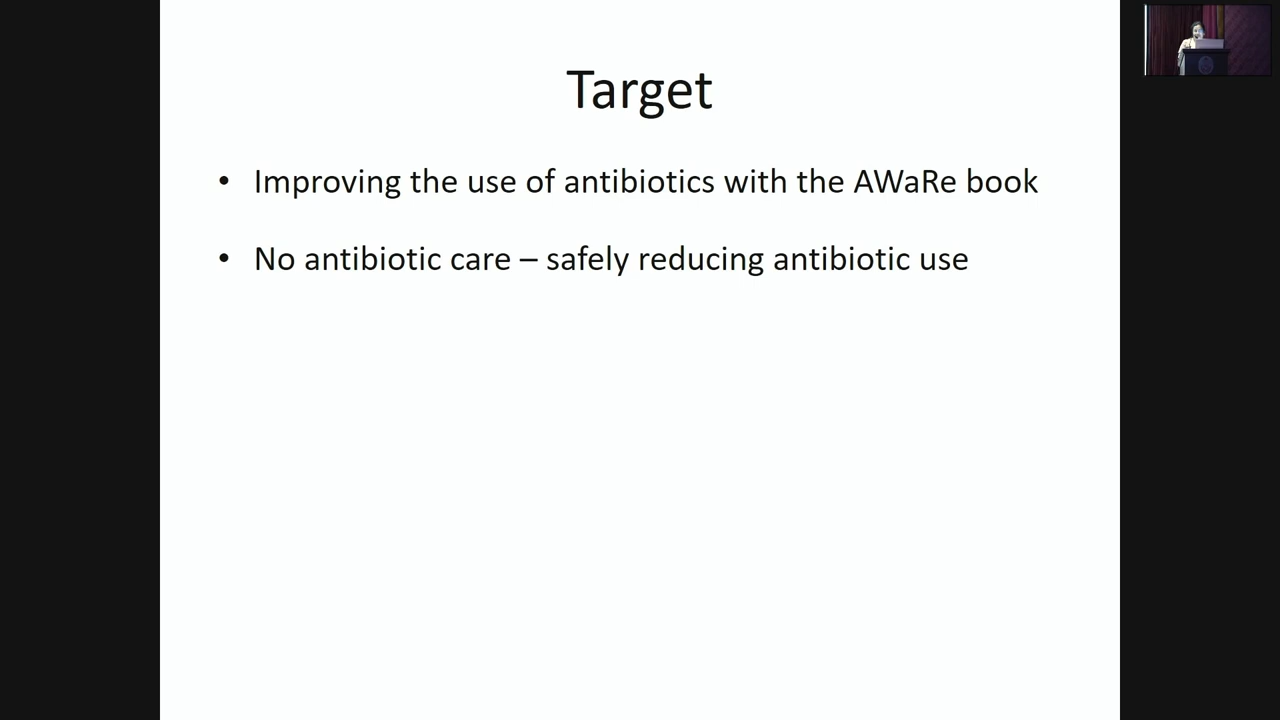 Target
• Improving the use of antibiotics with the AWaRe book
• No antibiotic care – safely reducing antibiotic use